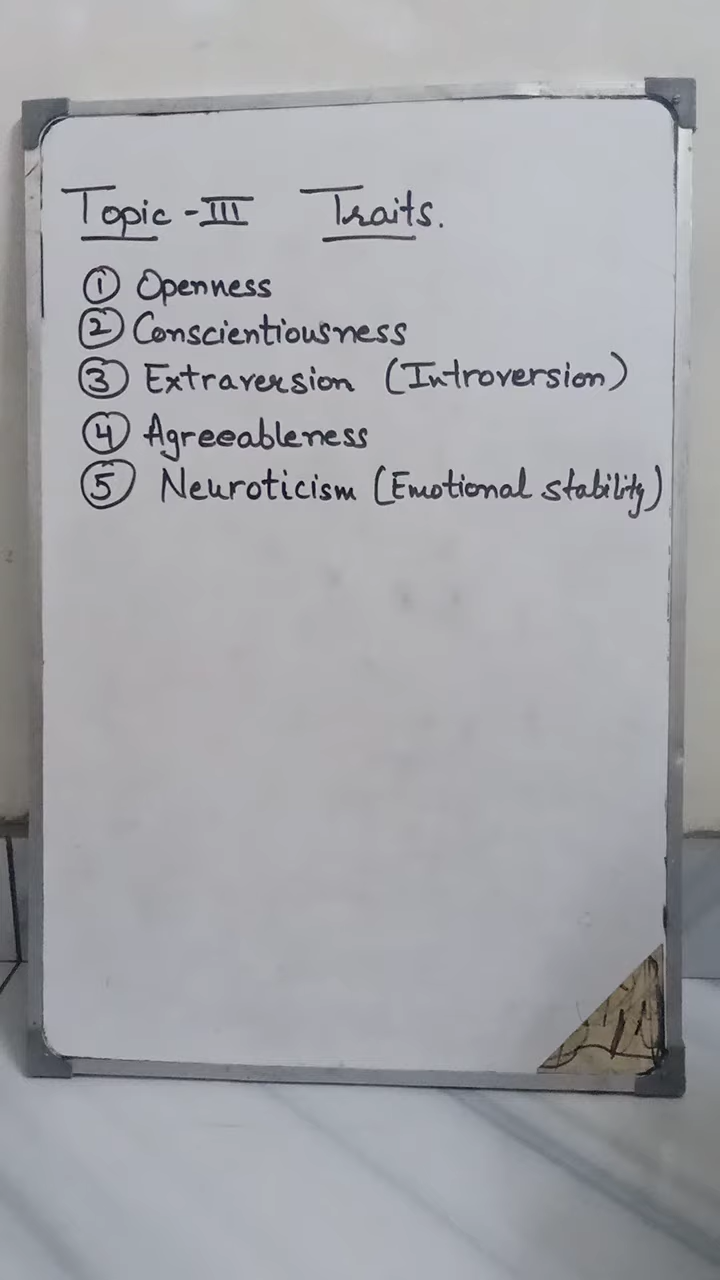 Topic - III Traits.
① Openness
② Conscientiousness
③ Extraversion (Introversion)
④ Agreeableness
⑤ Neuroticism (Emotional stability)